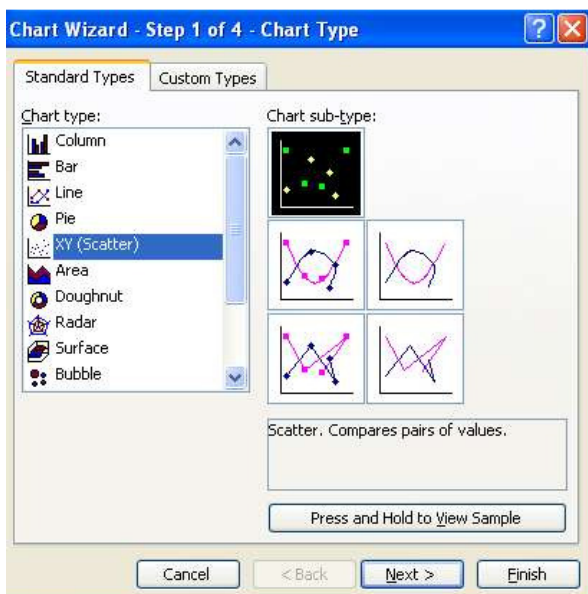 Chart Wizard - Step 1 of 4 - Chart Type
Standard Types Custom Types
Chart type:
Column
Bar
Line
Pie
XY (Scatter)
Area
Doughnut
Radar
Surface
Bubble
Chart sub-type:
Scatter. Compares pairs of values.
Press and Hold to View Sample
Cancel < Back Next > Finish